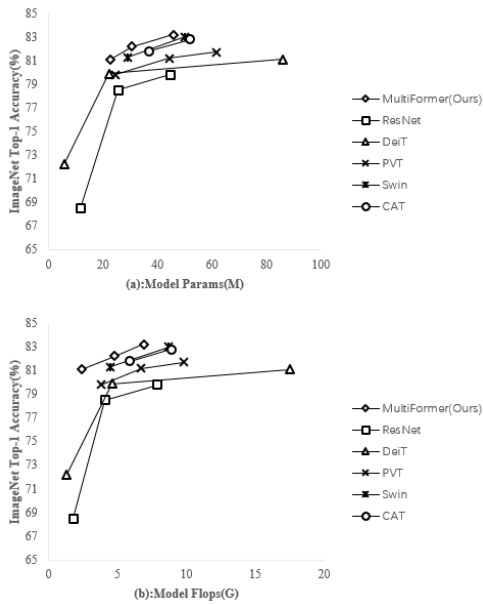 ImageNet Top-1 Accuracy(%)
85
83
81
79
77
75
73
71
69
67
65
0 20 40 60 80 100
(a):Model Params(M)
MultiFormer(Ours)
ResNet
DeiT
PVT
Swin
CAT
ImageNet Top-1 Accuracy(%)
85
83
81
79
77
75
73
71
69
67
65
0 5 10 15 20
(b):Model Flops(G)
MultiFormer(Ours)
ResNet
DeiT
PVT
Swin
CAT